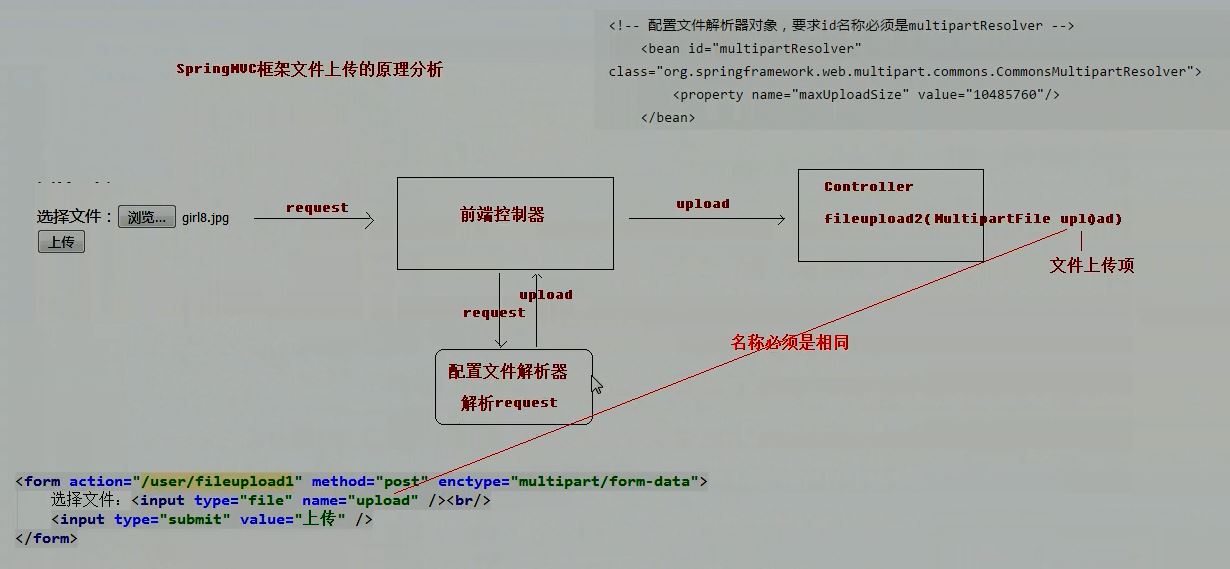 <!-- 配置文件解析器对象，要求id名称必须是multipartResolver -->
<bean id="multipartResolver"
class="org.springframework.web.multipart.commons.CommonsMultipartResolver">
<property name="maxUploadSize" value="10485760"/>
</bean>
SpringMVC框架文件上传的原理分析
选择文件：浏览... girl8.jpg
上传
request
前端控制器
upload
Controller
fileupload2(MultipartFile upload)
文件上传项
upload
request
名称必须是相同
配置文件解析器
解析request
<form action="/user/fileupload1" method="post" enctype="multipart/form-data">
选择文件：<input type="file" name="upload" /><br/>
<input type="submit" value="上传" />
</form>